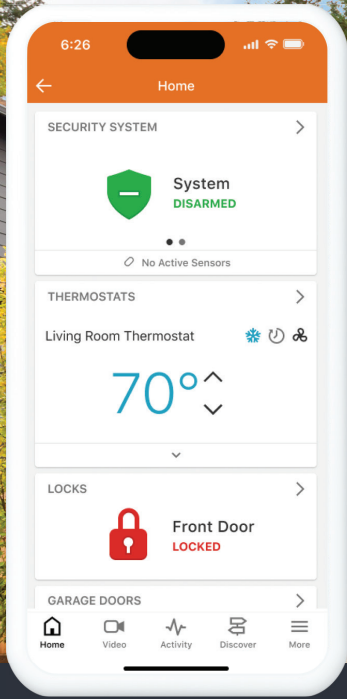 6:26
Home
SECURITY SYSTEM
System
DISARMED
No Active Sensors
THERMOSTATS
Living Room Thermostat
70°
LOCKS
Front Door
LOCKED
GARAGE DOORS
Home Video Activity Discover More